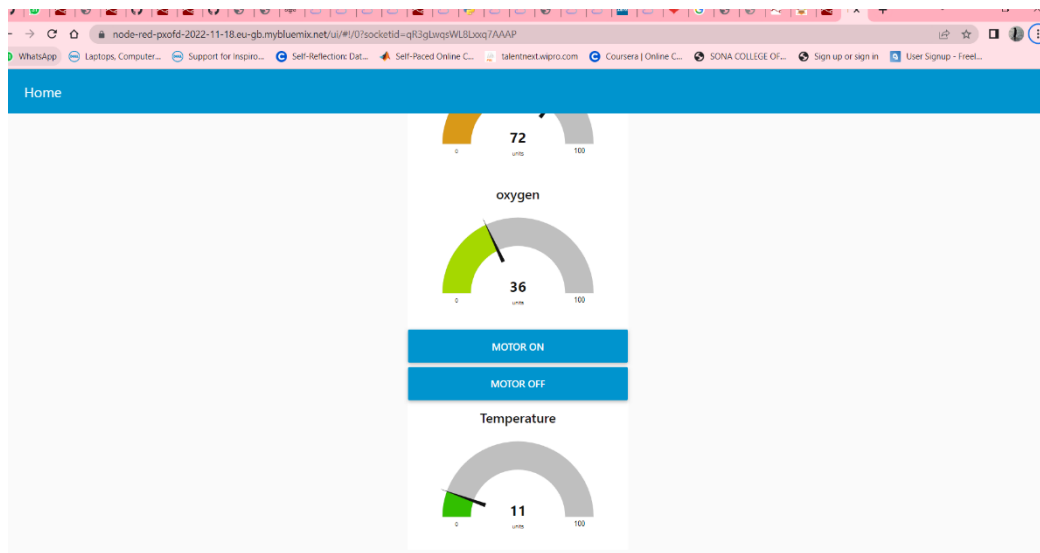 node-red-pxofd-2022-11-18.eu-gb.mybluemix.net/ui/#!/0?socketid=qR3gLwqsWL8Lxxq7AAAP
WhatsApp Laptops, Computer... Support for Inspiro... Self-Reflection: Dat... Self-Paced Online C... talentnext.wipro.com Coursera | Online C... SONA COLLEGE OF... Sign up or sign in User Signup - Freel...
Home
72
0 units 100
oxygen
36
0 units 100
MOTOR ON
MOTOR OFF
Temperature
11
0 units 100